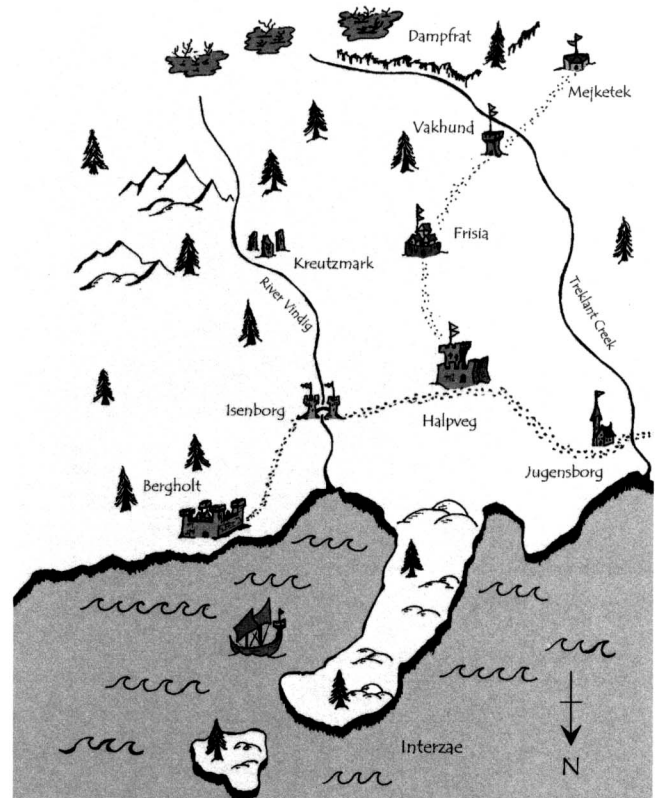 Dampfrat
Mejketek
Vakhund
Frisia
Kreutzmark
River Vindig
Treklant Creek
Isenborg
Halpveg
Jugensborg
Bergholt
Interzae
N